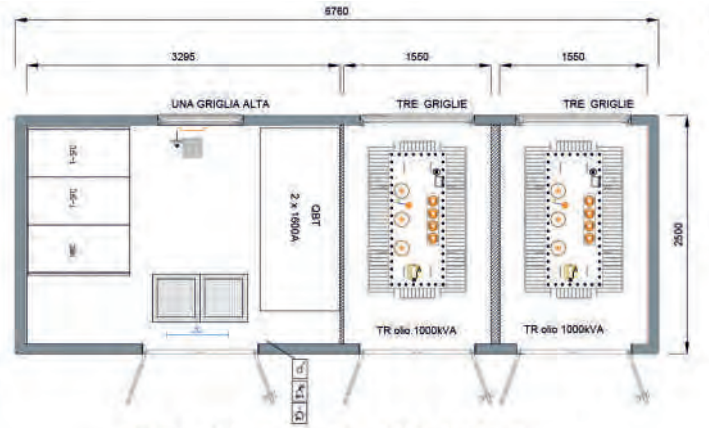 6760
3295
1550
1550
UNA GRIGLIA ALTA
TRE GRIGLIE
TRE GRIGLIE
QBT
2 x 1600A
2500
TR olio 1000kVA
TR olio 1000kVA